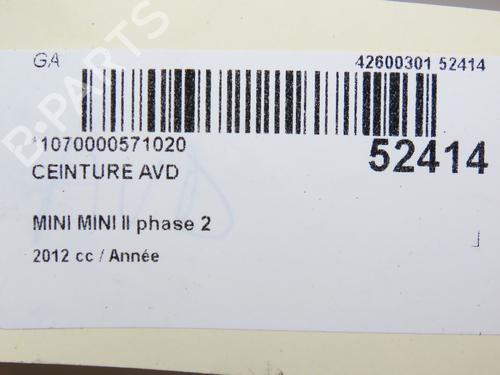 GA 42600301 52414
*1070000571020
52414
CEINTURE AVD
MINI MINI II phase 2
2012 cc / Année
B-PARTS